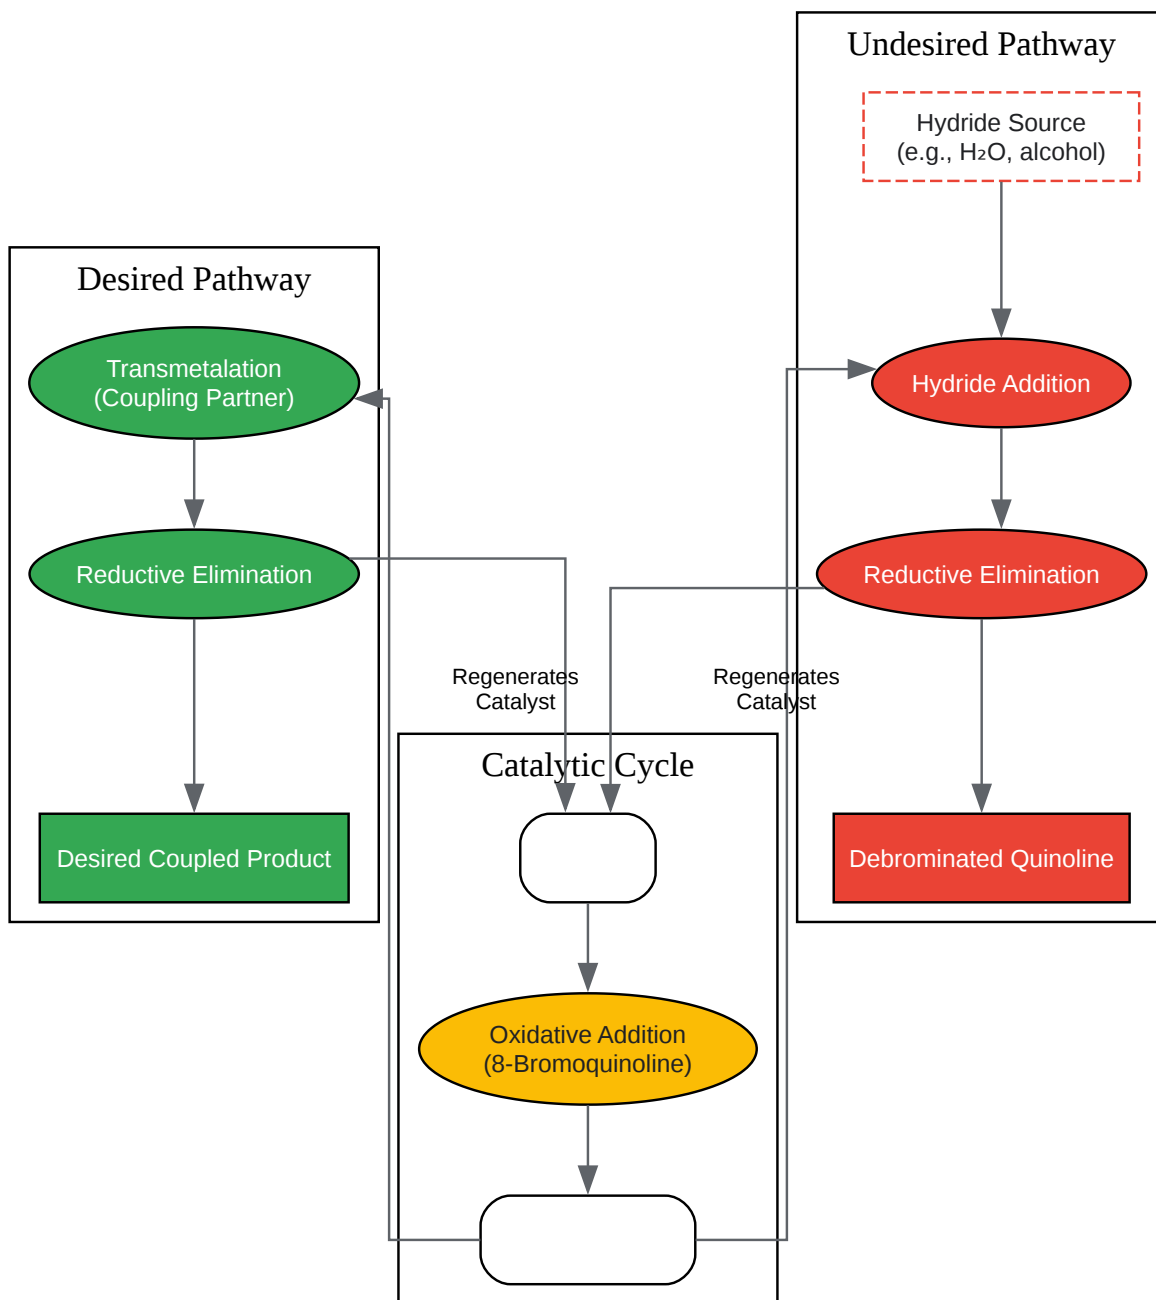 Undesired Pathway
Hydride Source
(e.g., H₂O, alcohol)
Desired Pathway
Transmetalation
(Coupling Partner)
Hydride Addition
Reductive Elimination
Reductive Elimination
Regenerates
Catalyst
Regenerates
Catalyst
Catalytic Cycle
Desired Coupled Product
Debrominated Quinoline
Oxidative Addition
(8-Bromoquinoline)